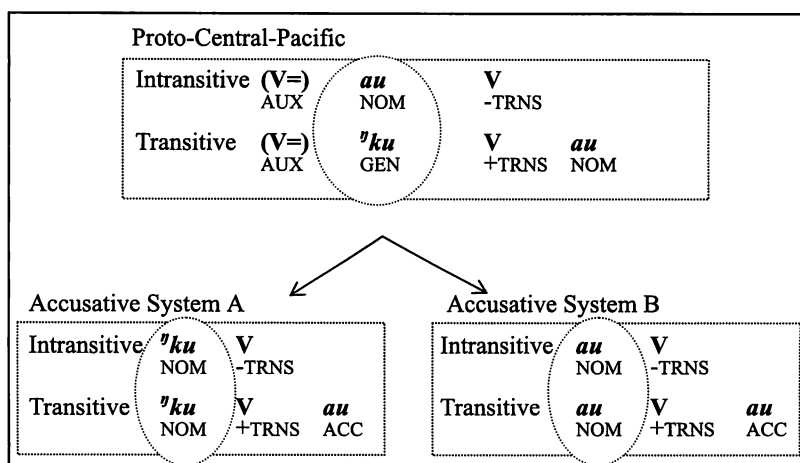 Proto-Central-Pacific
Intransitive (V=) au V
AUX NOM -TRNS
Transitive (V=) ᵑku V au
AUX GEN +TRNS NOM
Accusative System A
Intransitive ᵑku V
NOM -TRNS
Transitive ᵑku V au
NOM +TRNS ACC
Accusative System B
Intransitive au V
NOM -TRNS
Transitive au V au
NOM +TRNS ACC